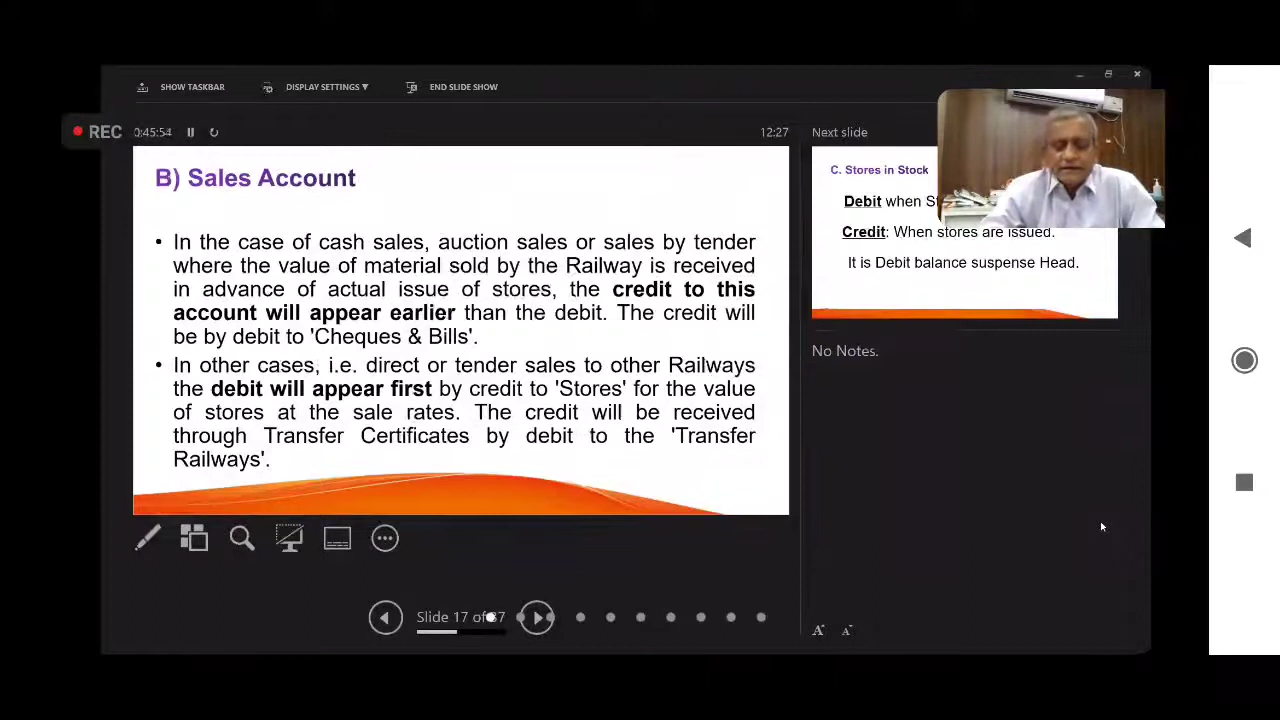 SHOW TASKBAR
DISPLAY SETTINGS ▼
END SLIDE SHOW
REC
0:45:54
12:27
Next slide
B) Sales Account
• In the case of cash sales, auction sales or sales by tender
where the value of material sold by the Railway is received
in advance of actual issue of stores, the credit to this
account will appear earlier than the debit. The credit will
be by debit to 'Cheques & Bills'.
• In other cases, i.e. direct or tender sales to other Railways
the debit will appear first by credit to 'Stores' for the value
of stores at the sale rates. The credit will be received
through Transfer Certificates by debit to the 'Transfer
Railways'.
C. Stores in Stock
Debit when
Credit: When stores are issued.
It is Debit balance suspense Head.
No Notes.
Slide 17 of 37
A A